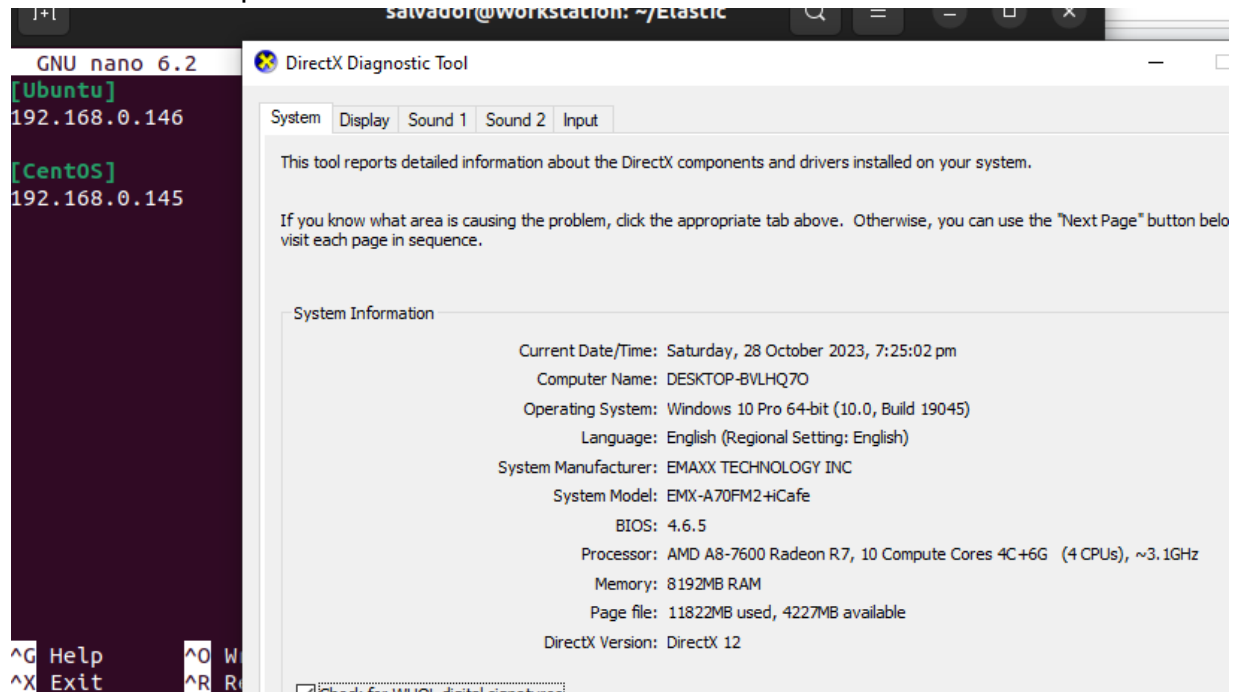 salvador@workstation: ~/Elastic
GNU nano 6.2
[Ubuntu]
192.168.0.146
[CentOS]
192.168.0.145
^G Help ^O
^X Exit ^R
DirectX Diagnostic Tool
System Display Sound 1 Sound 2 Input
This tool reports detailed information about the DirectX components and drivers installed on your system.
If you know what area is causing the problem, click the appropriate tab above. Otherwise, you can use the "Next Page" button belo
visit each page in sequence.
System Information
Current Date/Time: Saturday, 28 October 2023, 7:25:02 pm
Computer Name: DESKTOP-BVLHQ7O
Operating System: Windows 10 Pro 64-bit (10.0, Build 19045)
Language: English (Regional Setting: English)
System Manufacturer: EMAXX TECHNOLOGY INC
System Model: EMX-A70FM2+iCafe
BIOS: 4.6.5
Processor: AMD A8-7600 Radeon R7, 10 Compute Cores 4C+6G (4 CPUs), ~3.1GHz
Memory: 8192MB RAM
Page file: 11822MB used, 4227MB available
DirectX Version: DirectX 12
Check for WHQL digital signatures